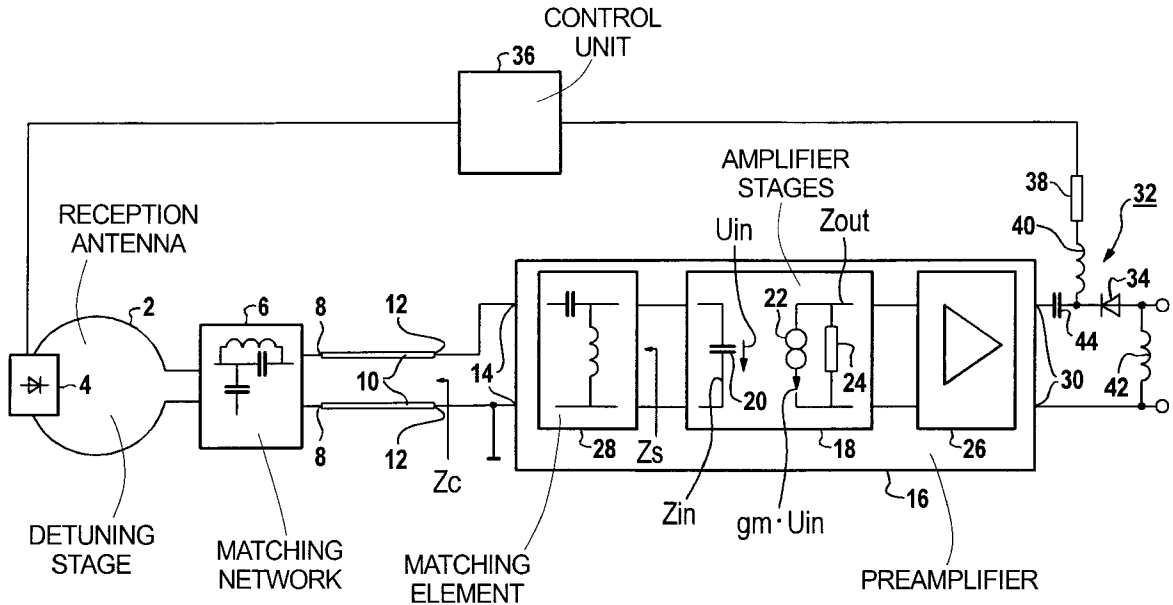 CONTROL
UNIT
36
AMPLIFIER
STAGES
38
32
RECEPTION
ANTENNA
Uin
Zout
40
2
6
8
12
22
34
44
4
10
14
20
24
30
42
8
12
28
Zs
18
26
Zc
16
Zin
gm·Uin
DETUNING
STAGE
MATCHING
NETWORK
MATCHING
ELEMENT
PREAMPLIFIER